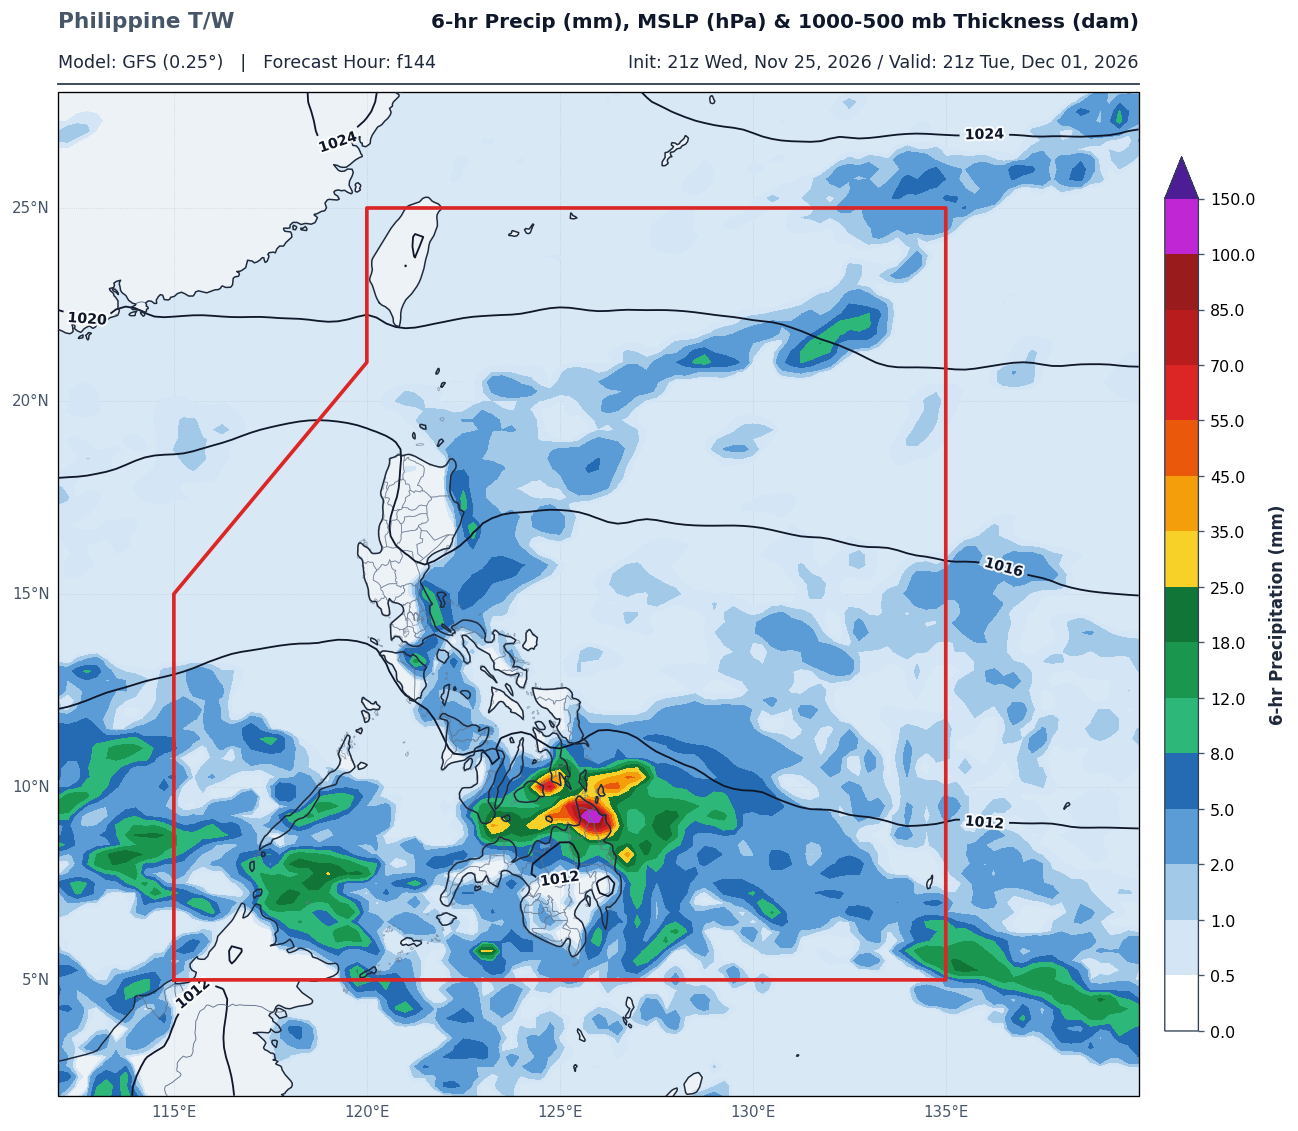 Philippine T/W
6-hr Precip (mm), MSLP (hPa) & 1000-500 mb Thickness (dam)
Model: GFS (0.25°) | Forecast Hour: f144
Init: 21z Wed, Nov 25, 2026 / Valid: 21z Tue, Dec 01, 2026
1024
1024
1020
1016
1012
1012
1012
25°N
20°N
15°N
10°N
5°N
115°E
120°E
125°E
130°E
135°E
150.0
100.0
85.0
70.0
55.0
45.0
35.0
25.0
18.0
12.0
8.0
5.0
2.0
1.0
0.5
0.0
6-hr Precipitation (mm)